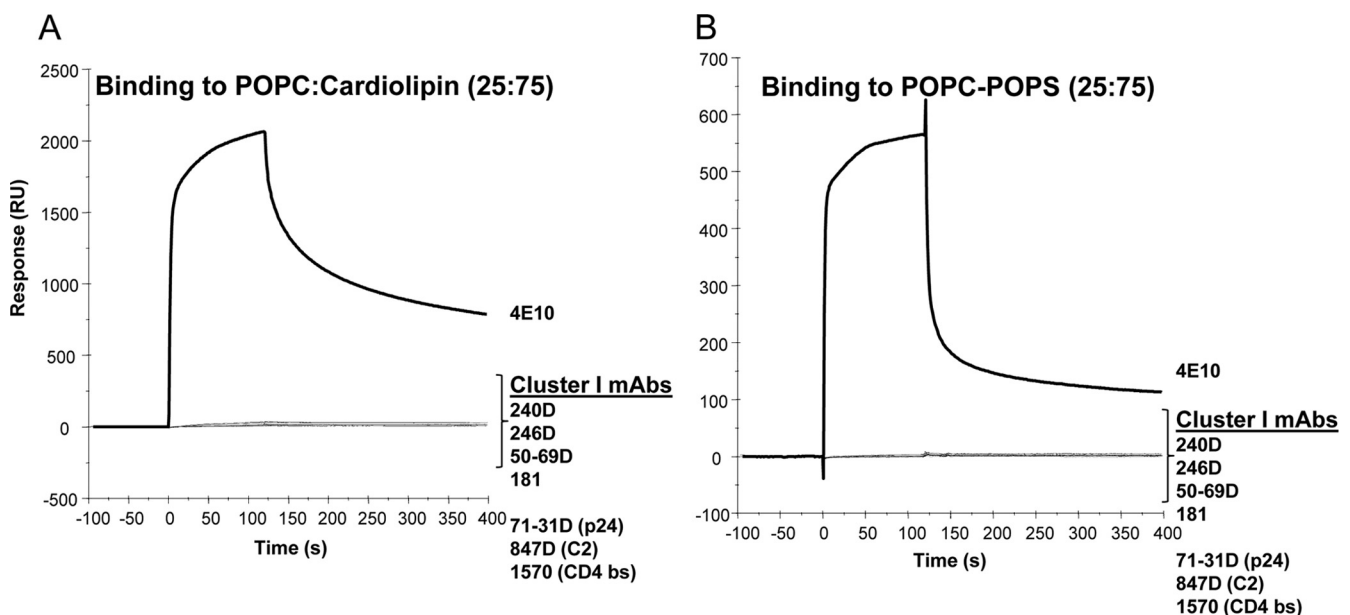 A
Binding to POPC:Cardiolipin (25:75)
Response (RU)
2500
2000
1500
1000
500
0
-500
-100 -50 0 50 100 150 200 250 300 350 400
Time (s)
4E10
Cluster I mAbs
240D
246D
50-69D
181
71-31D (p24)
847D (C2)
1570 (CD4 bs)
B
Binding to POPC-POPS (25:75)
700
600
500
400
300
200
100
0
-100
-100 -50 0 50 100 150 200 250 300 350 400
Time (s)
4E10
Cluster I mAbs
240D
246D
50-69D
181
71-31D (p24)
847D (C2)
1570 (CD4 bs)